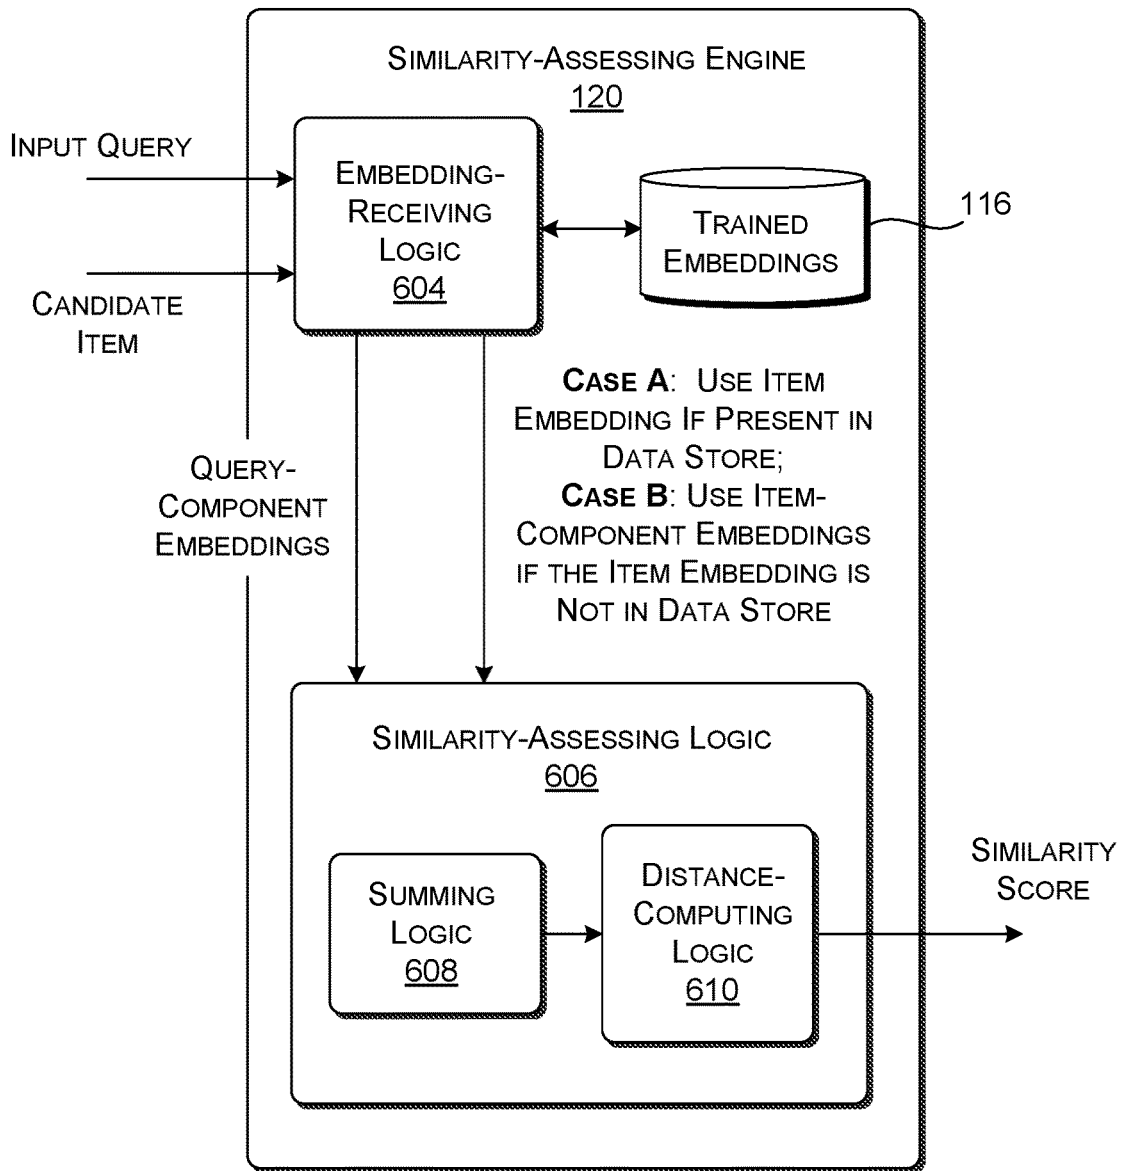 SIMILARITY-ASSESSING ENGINE
120
INPUT QUERY
EMBEDDING-
RECEIVING
LOGIC
604
TRAINED
EMBEDDINGS
116
CANDIDATE
ITEM
CASE A: USE ITEM
EMBEDDING IF PRESENT IN
DATA STORE;
CASE B: USE ITEM-
COMPONENT EMBEDDINGS
IF THE ITEM EMBEDDING IS
NOT IN DATA STORE
QUERY-
COMPONENT
EMBEDDINGS
SIMILARITY-ASSESSING LOGIC
606
SUMMING
LOGIC
608
DISTANCE-
COMPUTING
LOGIC
610
SIMILARITY
SCORE